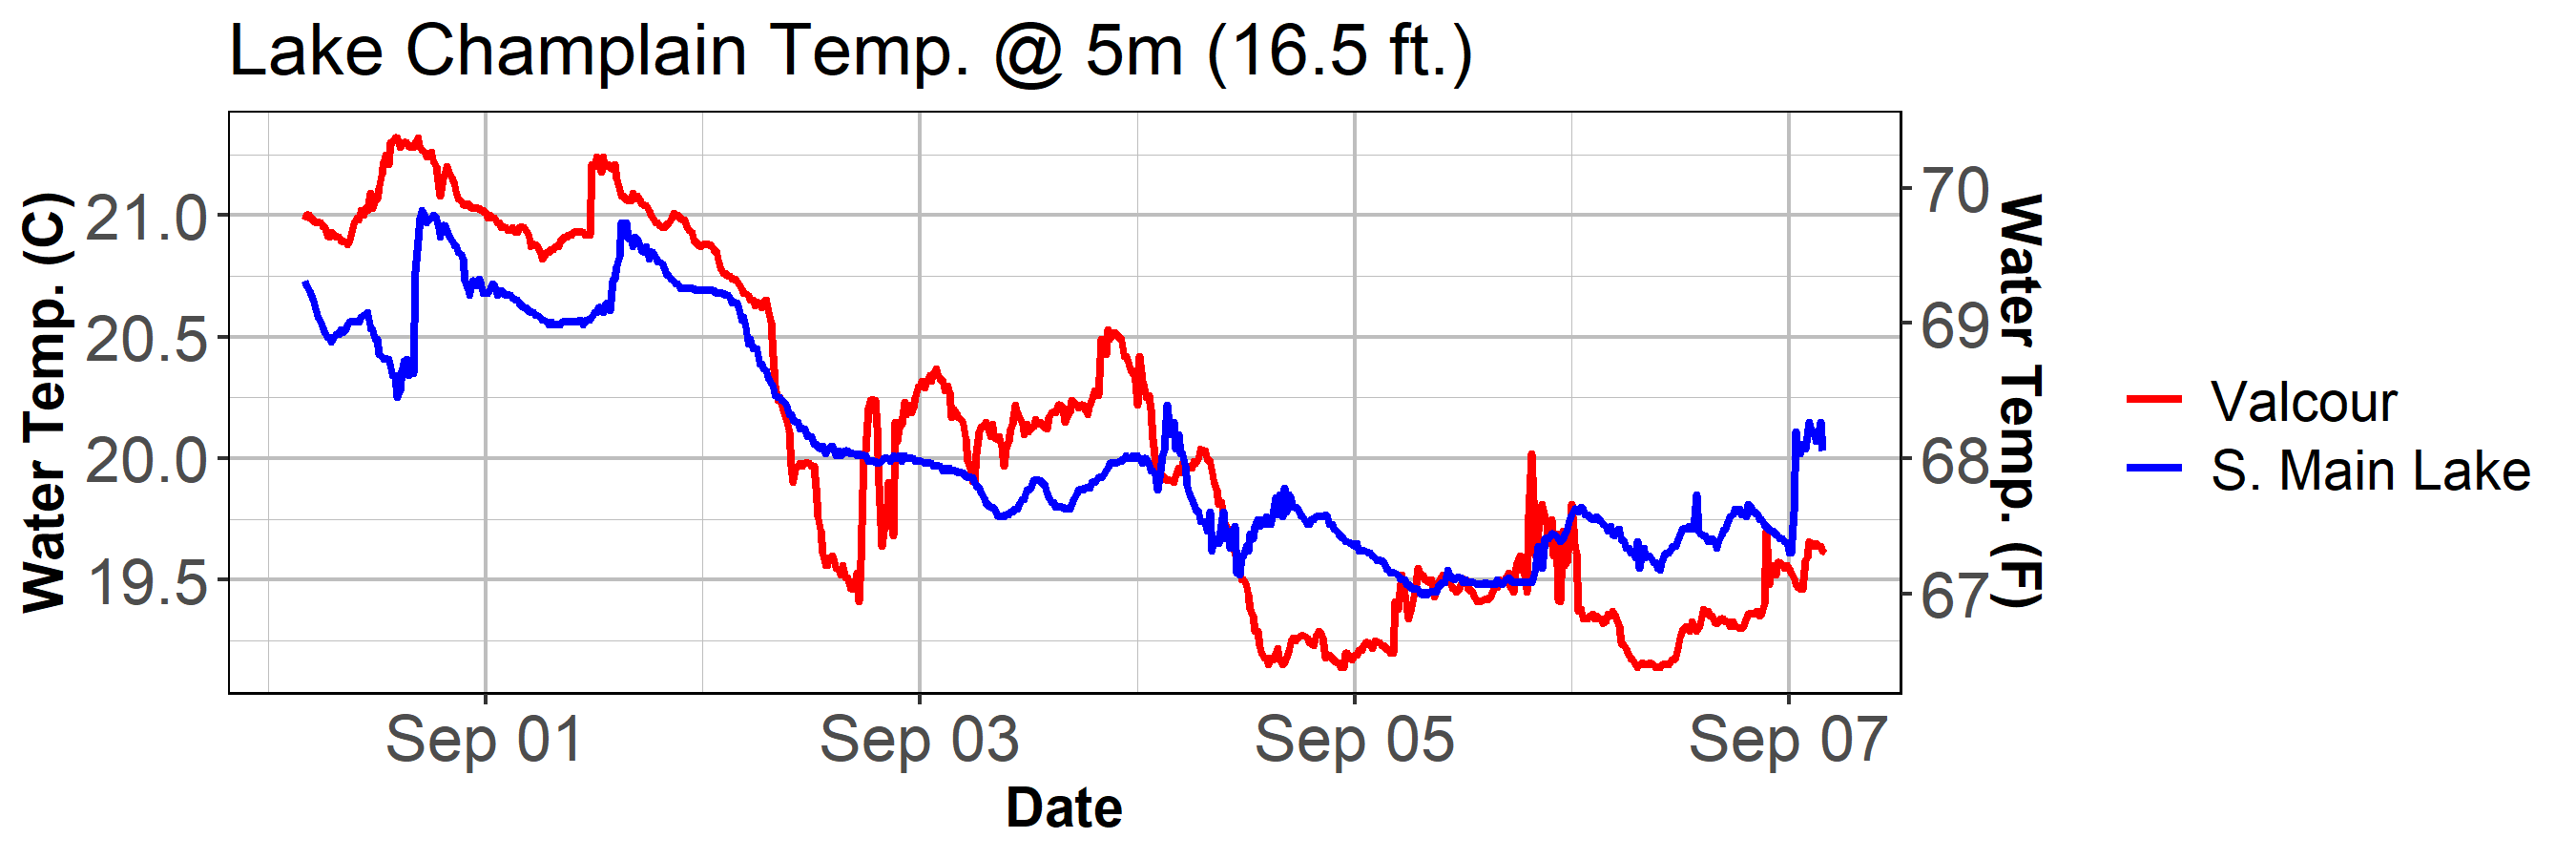 Lake Champlain Temp. @ 5m (16.5 ft.)
Water Temp. (C)
21.0
20.5
20.0
19.5
70
69
68
67
Water Temp. (F)
Sep 01
Sep 03
Sep 05
Sep 07
Date
Valcour
S. Main Lake